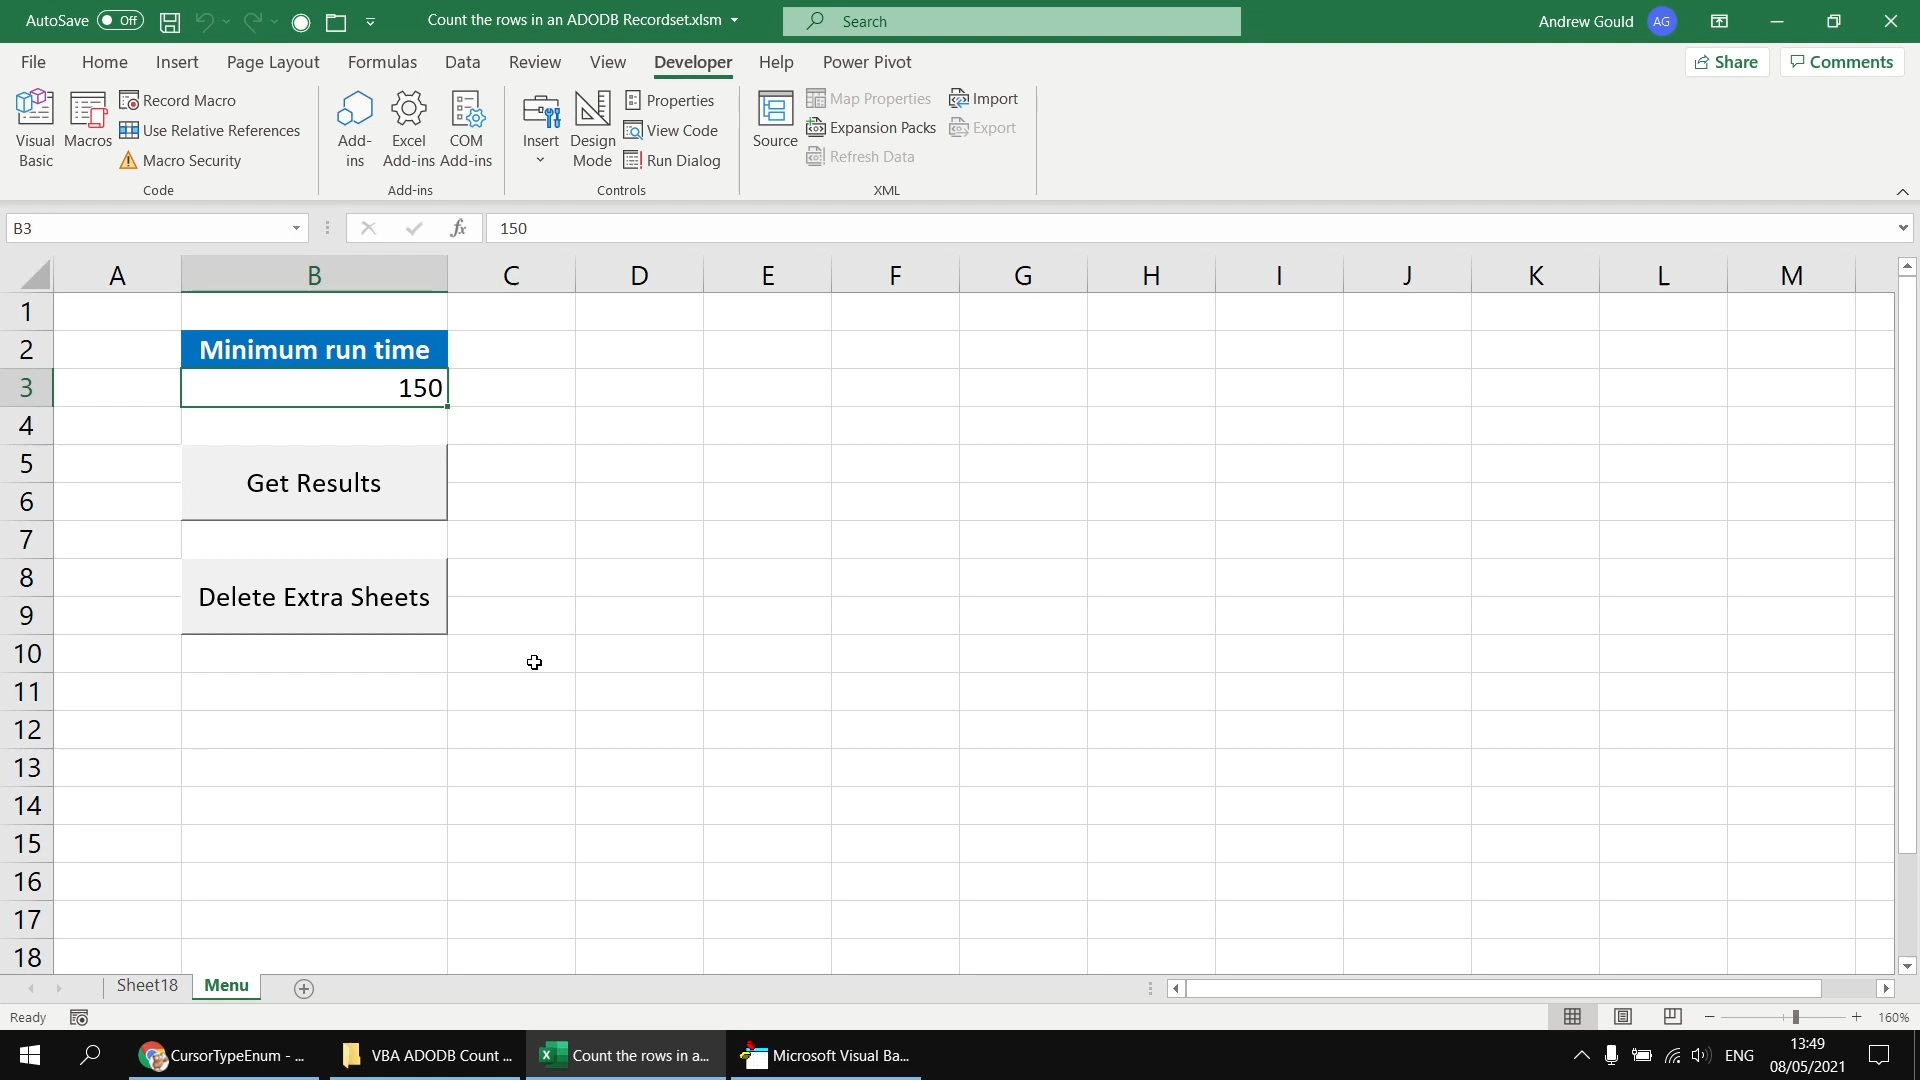 AutoSave Off
Count the rows in an ADODB Recordset.xlsm
Search
Andrew Gould AG
File Home Insert Page Layout Formulas Data Review View Developer Help Power Pivot
Share Comments
Visual Basic
Macros
Record Macro
Use Relative References
Macro Security
Code
Add-ins
Excel Add-ins
COM Add-ins
Add-ins
Insert
Design Mode
Properties
View Code
Run Dialog
Controls
Source
Map Properties
Expansion Packs
Refresh Data
Import
Export
XML
B3
fx
150
A B C D E F G H I J K L M
1
2 Minimum run time
3 150
4
5
Get Results
6
7
8
Delete Extra Sheets
9
10
11
12
13
14
15
16
17
18
Sheet18 Menu
Ready
160%
CursorTypeEnum - ...
VBA ADODB Count ...
Count the rows in a...
Microsoft Visual Ba...
ENG
13:49
08/05/2021